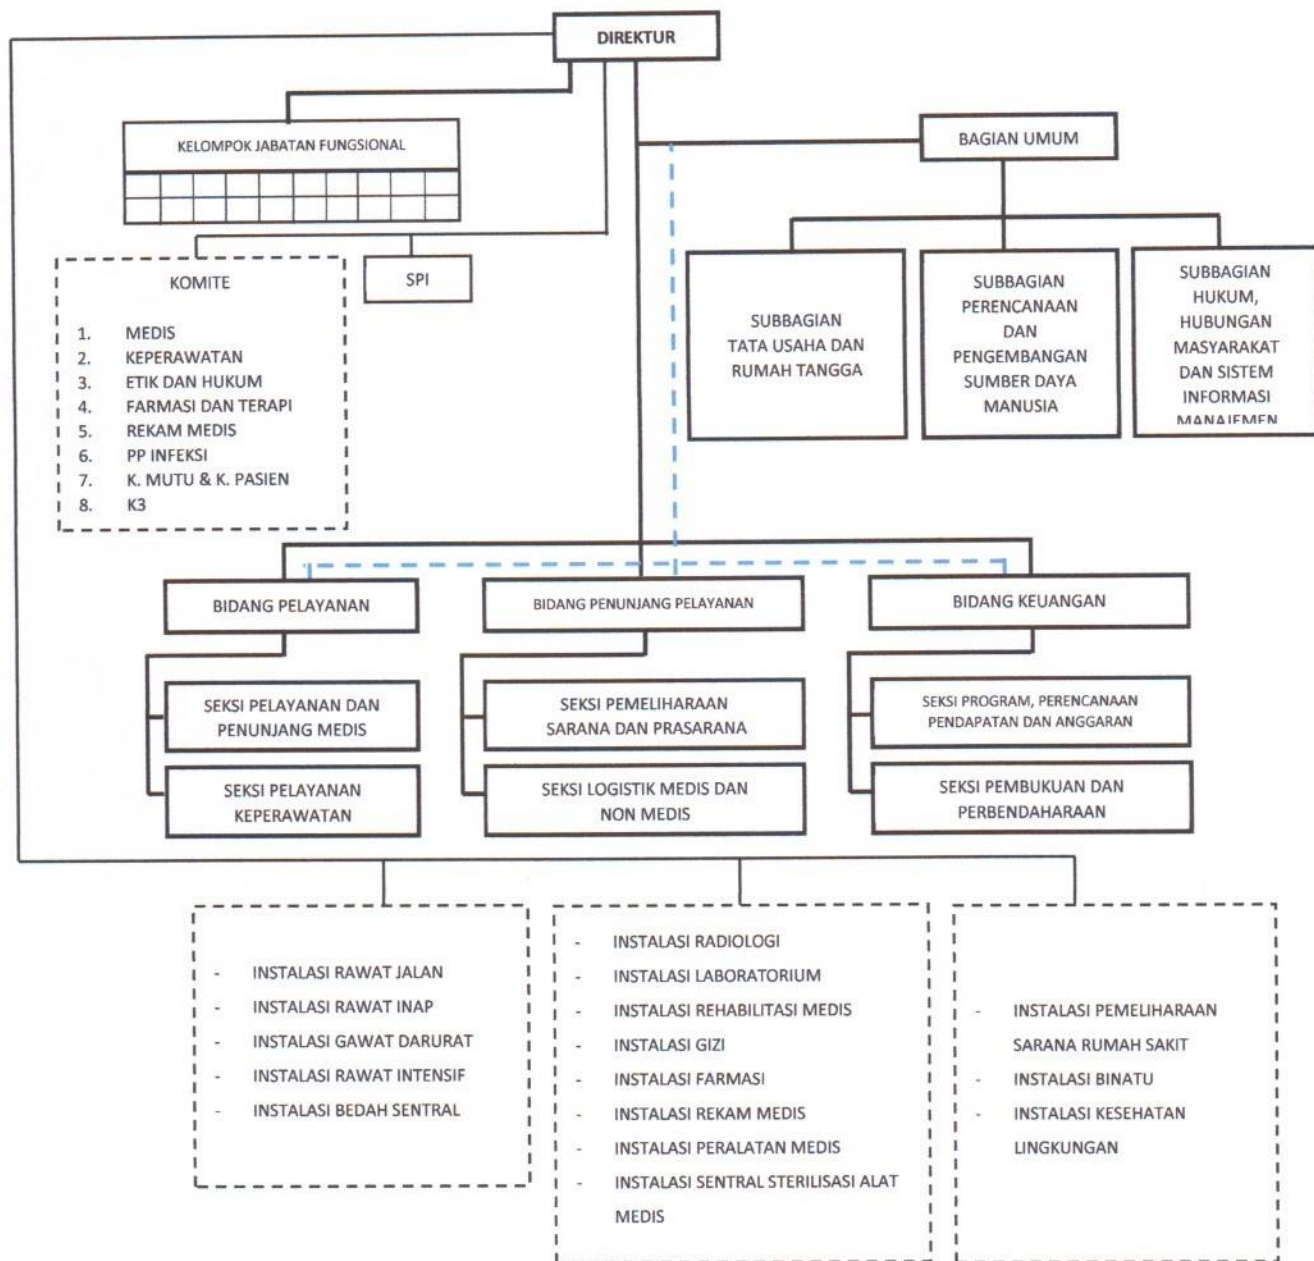 DIREKTUR
KELOMPOK JABATAN FUNGSIONAL
BAGIAN UMUM
KOMITE
1. MEDIS
2. KEPERAWATAN
3. ETIK DAN HUKUM
4. FARMASI DAN TERAPI
5. REKAM MEDIS
6. PP INFEKSI
7. K. MUTU & K. PASIEN
8. K3
SPI
SUBBAGIAN
TATA USAHA DAN
RUMAH TANGGA
SUBBAGIAN
PERENCANAAN
DAN
PENGEMBANGAN
SUMBER DAYA
MANUSIA
SUBBAGIAN
HUKUM,
HUBUNGAN
MASYARAKAT
DAN SISTEM
INFORMASI
MANAJEMEN
BIDANG PELAYANAN
BIDANG PENUNJANG PELAYANAN
BIDANG KEUANGAN
SEKSI PELAYANAN DAN
PENUNJANG MEDIS
SEKSI PEMELIHARAAN
SARANA DAN PRASARANA
SEKSI PROGRAM, PERENCANAAN
PENDAPATAN DAN ANGGARAN
SEKSI PELAYANAN
KEPERAWATAN
SEKSI LOGISTIK MEDIS DAN
NON MEDIS
SEKSI PEMBUKUAN DAN
PERBENDAHARAAN
- INSTALASI RAWAT JALAN
- INSTALASI RAWAT INAP
- INSTALASI GAWAT DARURAT
- INSTALASI RAWAT INTENSIF
- INSTALASI BEDAH SENTRAL
- INSTALASI RADIOLOGI
- INSTALASI LABORATORIUM
- INSTALASI REHABILITASI MEDIS
- INSTALASI GIZI
- INSTALASI FARMASI
- INSTALASI REKAM MEDIS
- INSTALASI PERALATAN MEDIS
- INSTALASI SENTRAL STERILISASI ALAT
MEDIS
- INSTALASI PEMELIHARAAN
SARANA RUMAH SAKIT
- INSTALASI BINATU
- INSTALASI KESEHATAN
LINGKUNGAN